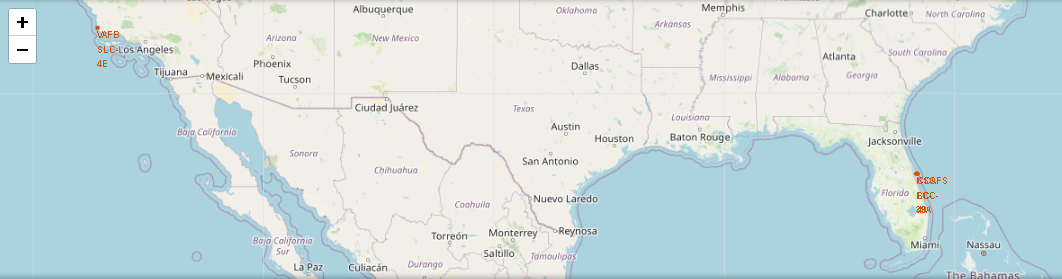 +
−
Albuquerque
Oklahoma
Memphis
Charlotte
North Carolina
VAFB
SLC-
4E
Los Angeles
Arizona
New Mexico
Arkansas
Tijuana
Mexicali
Phoenix
Tucson
Dallas
Mississippi
Alabama
Atlanta
Georgia
South Carolina
Ciudad Juárez
Texas
Louisiana
Baja California
Austin
Houston
Baton Rouge
Jacksonville
Sonora
Chihuahua
San Antonio
Florida
Coahuila
Nuevo Laredo
Baja California
Sur
Torreón
Monterrey
Saltillo
Reynosa
Miami
Nassau
La Paz
Culiacán
Durango
Tamaulipas
The Bahamas